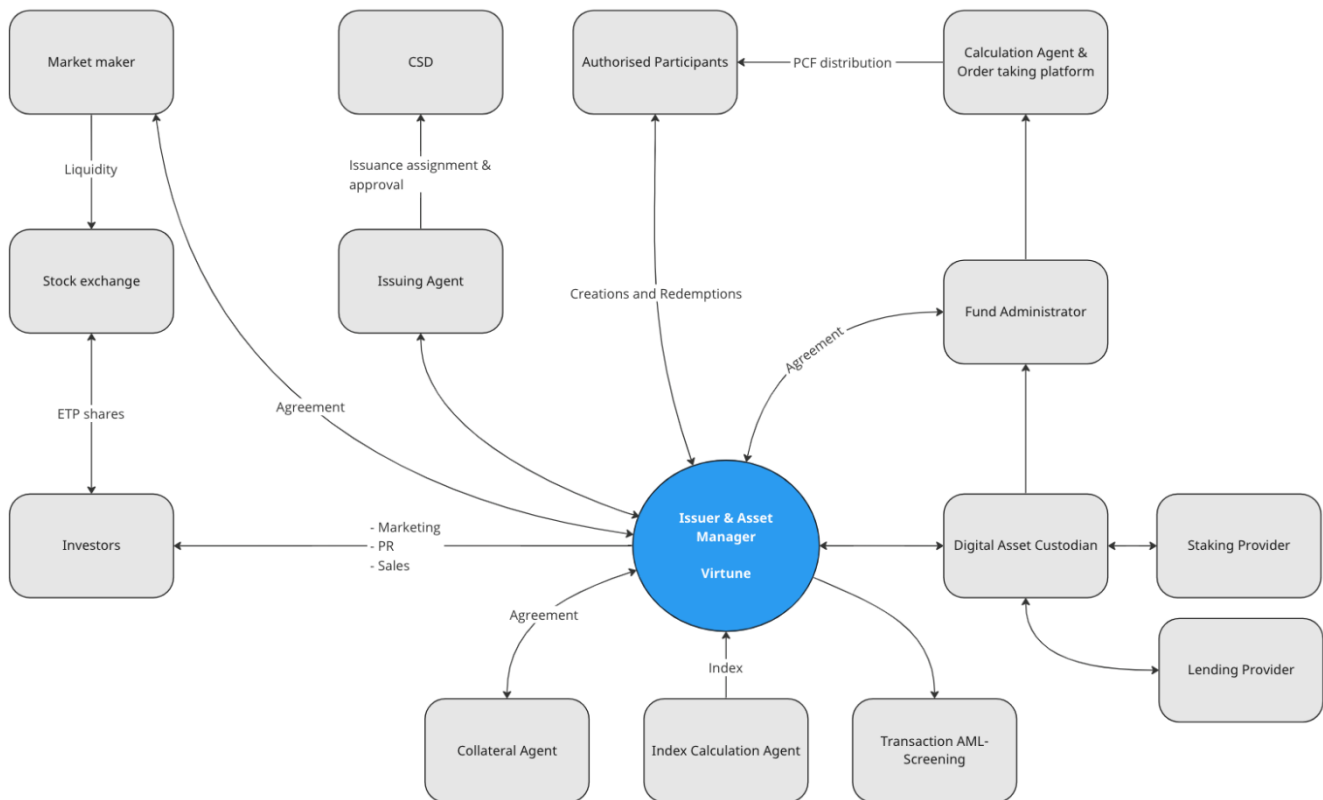 Market maker
CSD
Authorised Participants
PCF distribution
Calculation Agent &
Order taking platform
Liquidity
Issuance assignment &
approval
Stock exchange
Issuing Agent
Creations and Redemptions
Fund Administrator
Agreement
ETP shares
Agreement
Investors
- Marketing
- PR
- Sales
Issuer & Asset
Manager
Virtune
Digital Asset Custodian
Staking Provider
Agreement
Index
Lending Provider
Collateral Agent
Index Calculation Agent
Transaction AML-
Screening